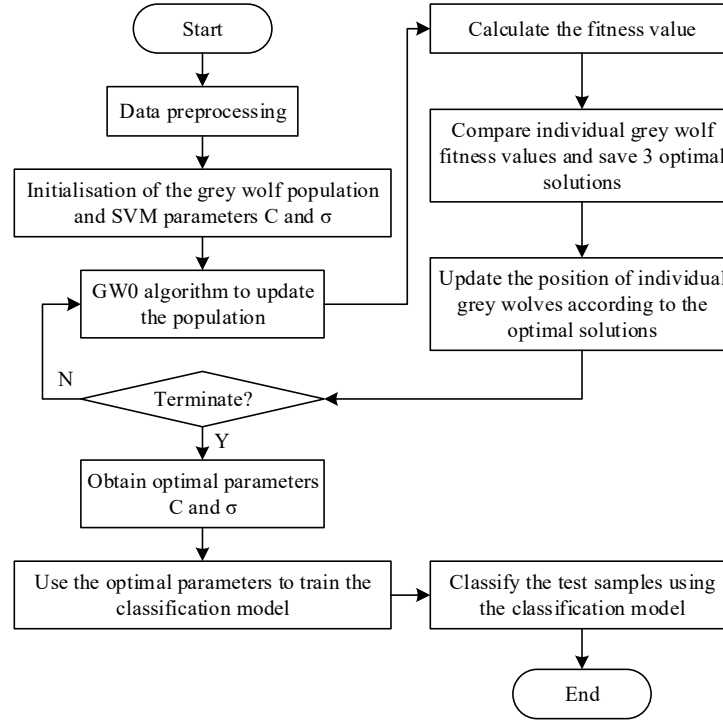 Start
Data preprocessing
Initialisation of the grey wolf population
and SVM parameters C and σ
GW0 algorithm to update
the population
Calculate the fitness value
Compare individual grey wolf
fitness values and save 3 optimal
solutions
Update the position of individual
grey wolves according to the
optimal solutions
Terminate?
N
Y
Obtain optimal parameters
C and σ
Use the optimal parameters to train the
classification model
Classify the test samples using
the classification model
End